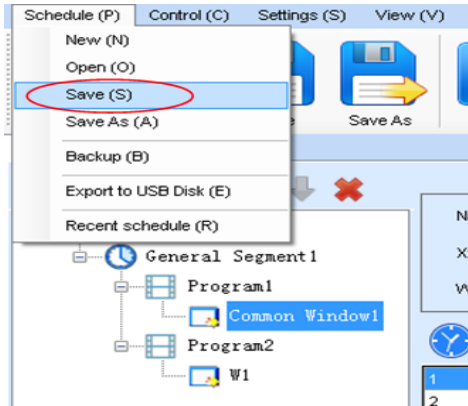 Schedule (P) Control (C) Settings (S) View (V)
New (N)
Open (O)
Save (S)
Save As (A)
Save As
Backup (B)
Export to USB Disk (E)
Recent schedule (R)
General Segment1
Program1
Common Window1
Program2
W1
1
2